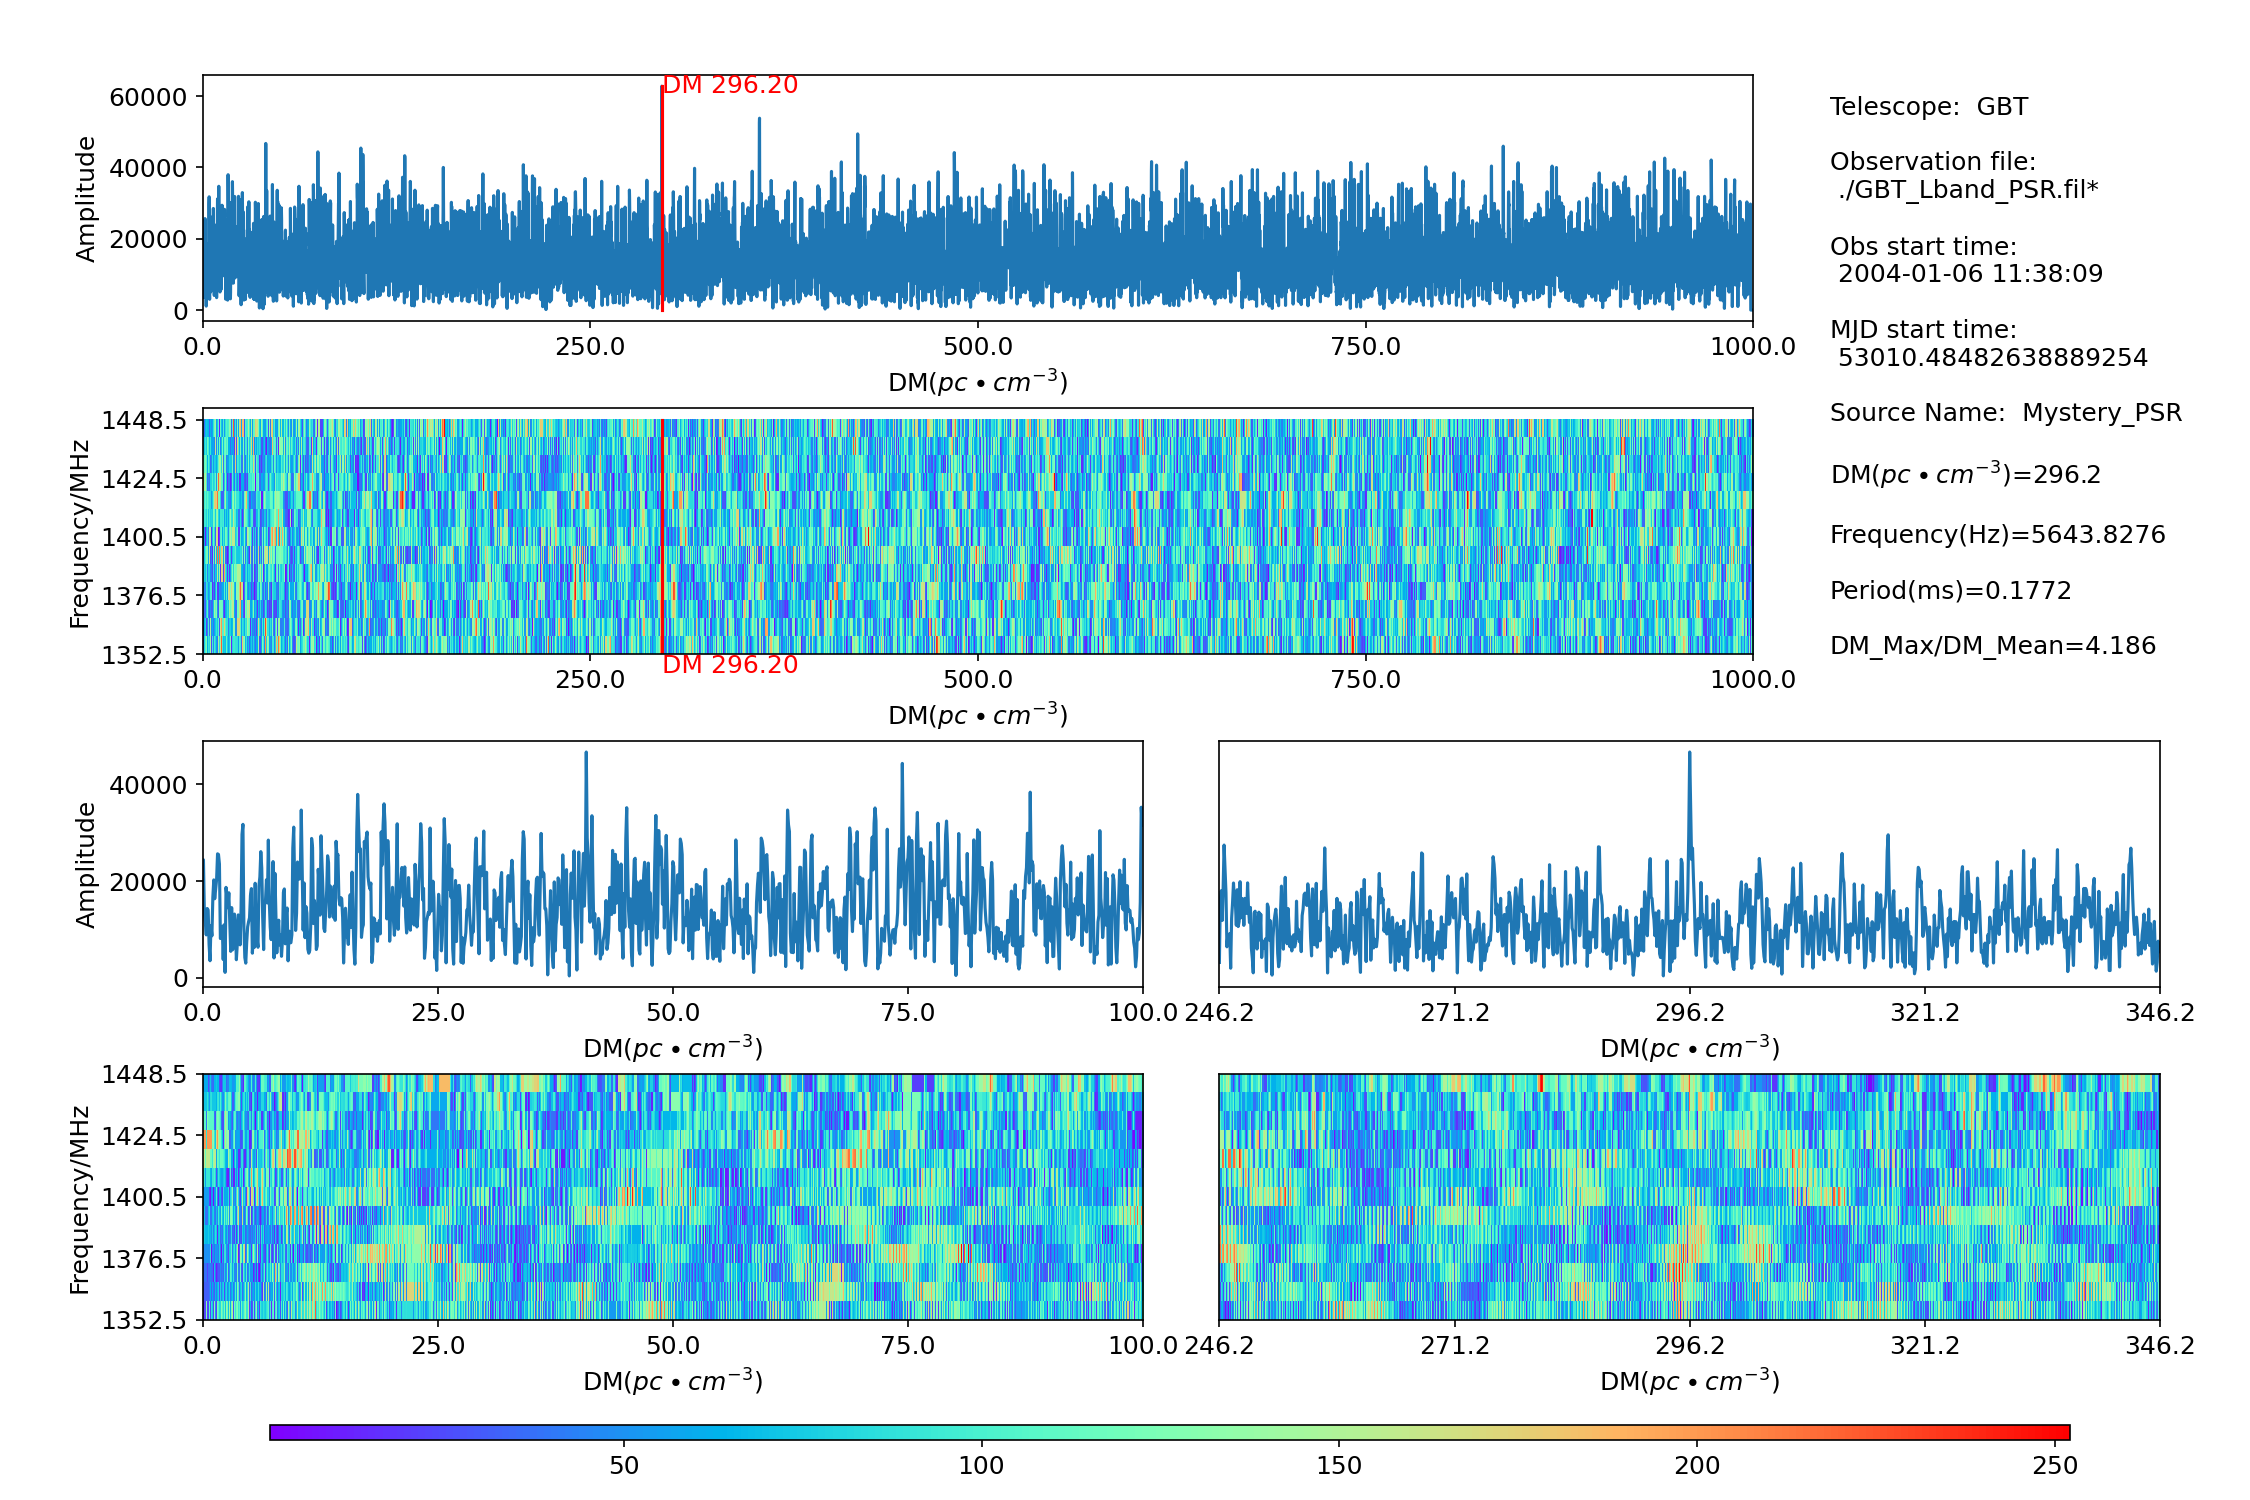 DM 296.20
60000
40000
20000
0
Amplitude
0.0 250.0 500.0 750.0 1000.0
DM(pc • cm⁻³)
Telescope:  GBT
Observation file:
./GBT_Lband_PSR.fil*
Obs start time:
2004-01-06 11:38:09
MJD start time:
53010.48482638889254
Source Name:  Mystery_PSR
DM(pc • cm⁻³)=296.2
Frequency(Hz)=5643.8276
Period(ms)=0.1772
DM_Max/DM_Mean=4.186
1448.5
1424.5
1400.5
1376.5
1352.5
Frequency/MHz
DM 296.20
0.0 250.0 500.0 750.0 1000.0
DM(pc • cm⁻³)
40000
20000
0
Amplitude
0.0 25.0 50.0 75.0 100.0
DM(pc • cm⁻³)
246.2 271.2 296.2 321.2 346.2
DM(pc • cm⁻³)
1448.5
1424.5
1400.5
1376.5
1352.5
Frequency/MHz
0.0 25.0 50.0 75.0 100.0
DM(pc • cm⁻³)
246.2 271.2 296.2 321.2 346.2
DM(pc • cm⁻³)
50 100 150 200 250